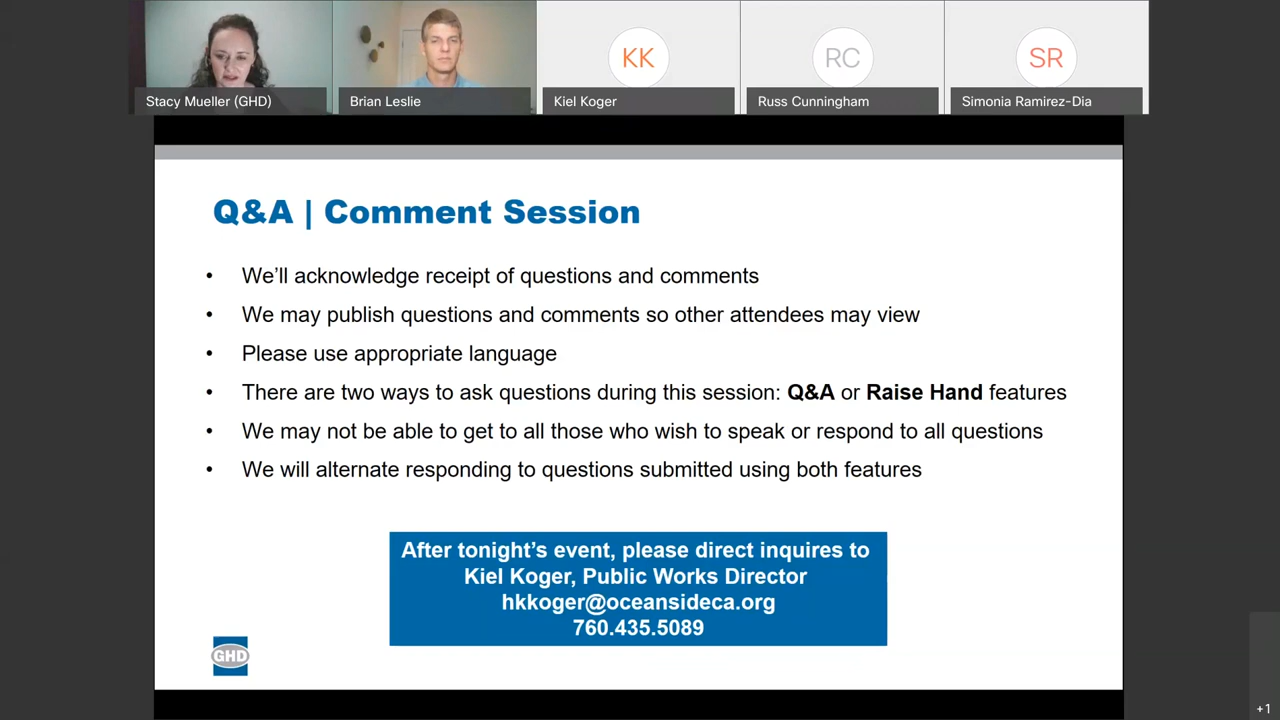 KK
RC
SR
Stacy Mueller (GHD)
Brian Leslie
Kiel Koger
Russ Cunningham
Simonia Ramirez-Dia
Q&A | Comment Session
• We'll acknowledge receipt of questions and comments
• We may publish questions and comments so other attendees may view
• Please use appropriate language
• There are two ways to ask questions during this session: Q&A or Raise Hand features
• We may not be able to get to all those who wish to speak or respond to all questions
• We will alternate responding to questions submitted using both features
After tonight's event, please direct inquires to
Kiel Koger, Public Works Director
hkkoger@oceansideca.org
760.435.5089
GHD
+1